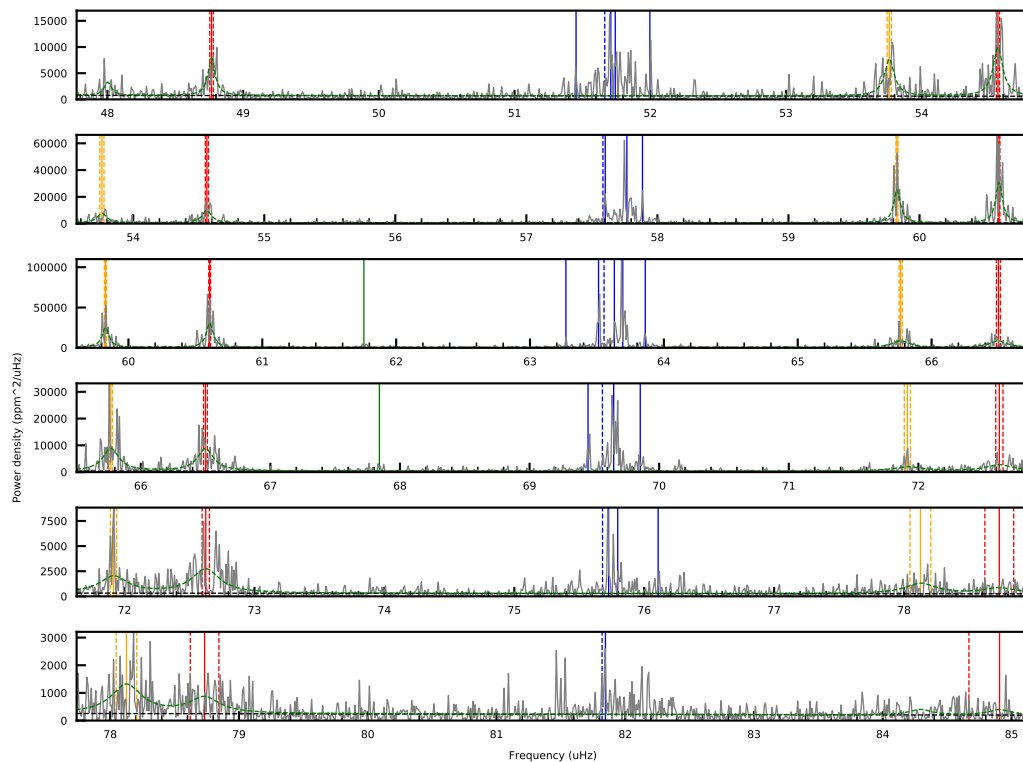 15000
10000
5000
0
48 49 50 51 52 53 54
60000
40000
20000
0
54 55 56 57 58 59 60
100000
50000
0
60 61 62 63 64 65 66
Power density (ppm^2/uHz)
30000
20000
10000
0
66 67 68 69 70 71 72
7500
5000
2500
0
72 73 74 75 76 77 78
3000
2000
1000
0
78 79 80 81 82 83 84 85
Frequency (uHz)